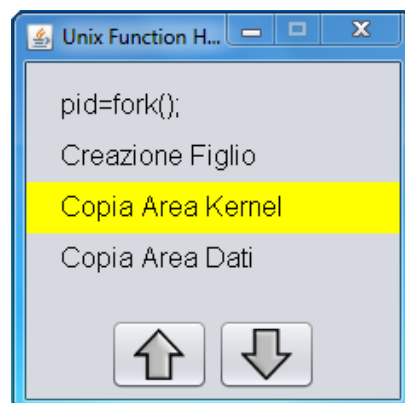 Unix Function H...
pid=fork();
Creazione Figlio
Copia Area Kernel
Copia Area Dati